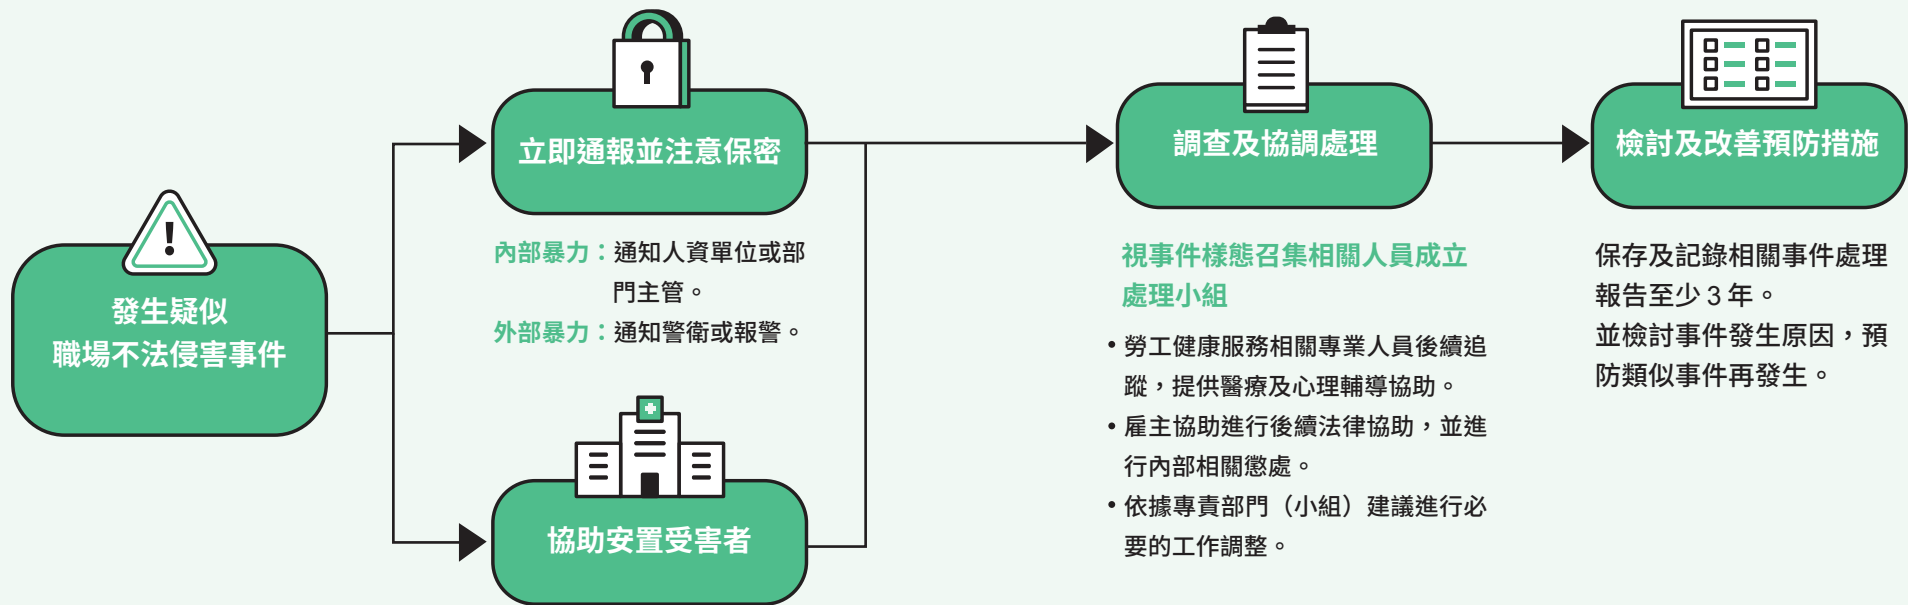 發生疑似
職場不法侵害事件
立即通報並注意保密
內部暴力：通知人資單位或部
門主管。
外部暴力：通知警衛或報警。
協助安置受害者
調查及協調處理
視事件樣態召集相關人員成立
處理小組
•勞工健康服務相關專業人員後續追
蹤，提供醫療及心理輔導協助。
•雇主協助進行後續法律協助，並進
行內部相關懲處。
•依據專責部門（小組）建議進行必
要的工作調整。
檢討及改善預防措施
保存及記錄相關事件處理
報告至少 3 年。
並檢討事件發生原因，預
防類似事件再發生。